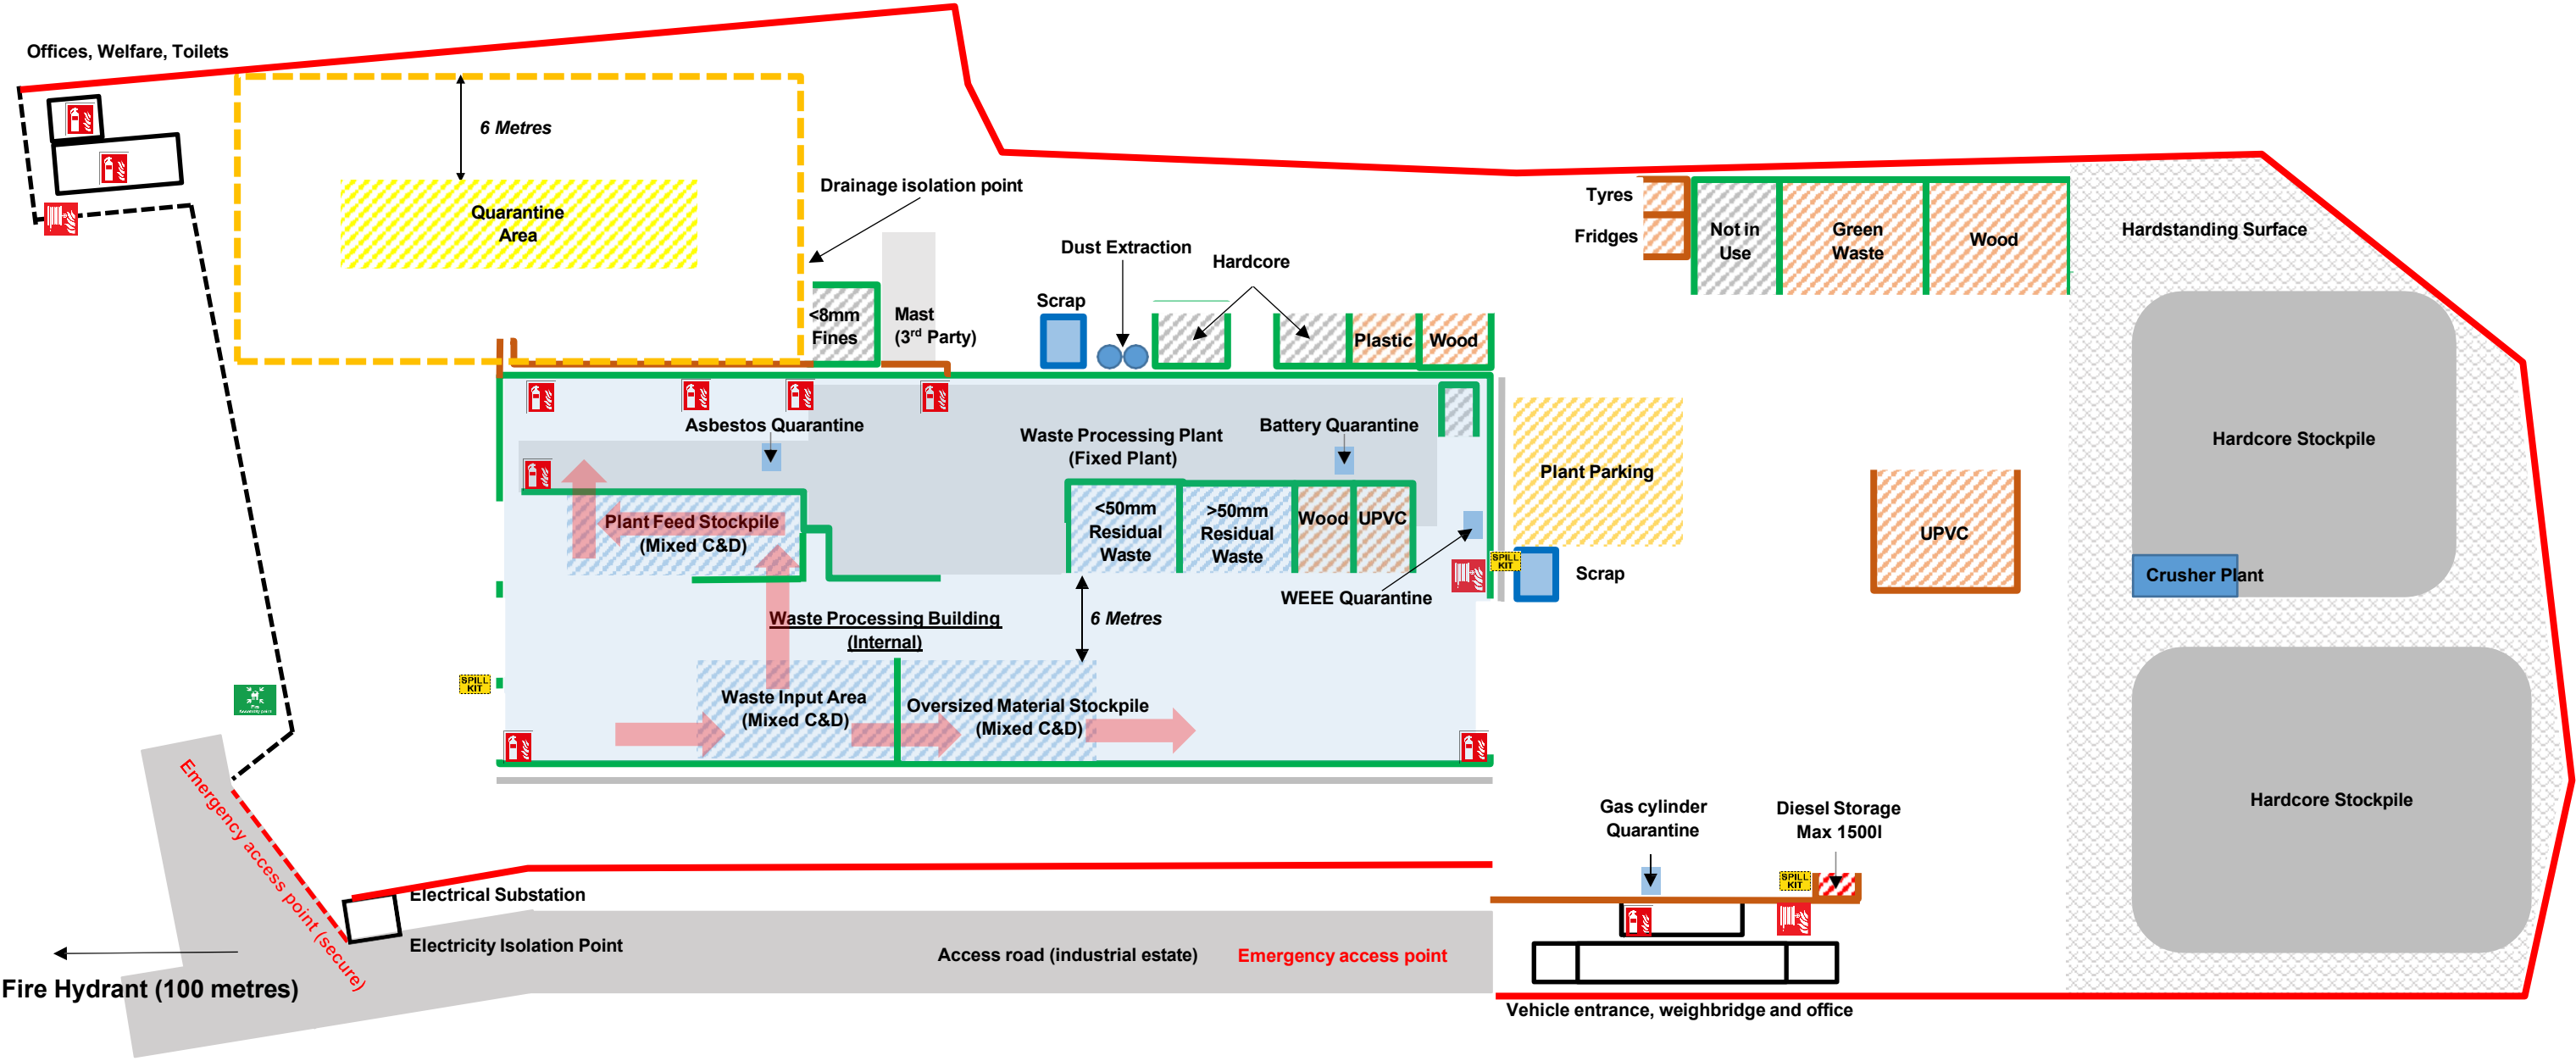 Offices, Welfare, Toilets
6 Metres
Quarantine
Area
Drainage isolation point
<8mm
Fines
Mast
(3rd Party)
Scrap
Dust Extraction
Hardcore
Plastic
Wood
Tyres
Fridges
Not in
Use
Green
Waste
Wood
Hardstanding Surface
Hardcore Stockpile
Crusher Plant
Hardcore Stockpile
UPVC
Plant Parking
SPILL
KIT
Scrap
Asbestos Quarantine
Waste Processing Plant
(Fixed Plant)
Battery Quarantine
Plant Feed Stockpile
(Mixed C&D)
<50mm
Residual
Waste
>50mm
Residual
Waste
Wood
UPVC
WEEE Quarantine
Waste Processing Building
(Internal)
6 Metres
Waste Input Area
(Mixed C&D)
Oversized Material Stockpile
(Mixed C&D)
SPILL
KIT
Fire
Assembly point
Emergency access point (secure)
Electrical Substation
Electricity Isolation Point
Fire Hydrant (100 metres)
Access road (industrial estate)
Emergency access point
Gas cylinder
Quarantine
Diesel Storage
Max 1500l
SPILL
KIT
Vehicle entrance, weighbridge and office